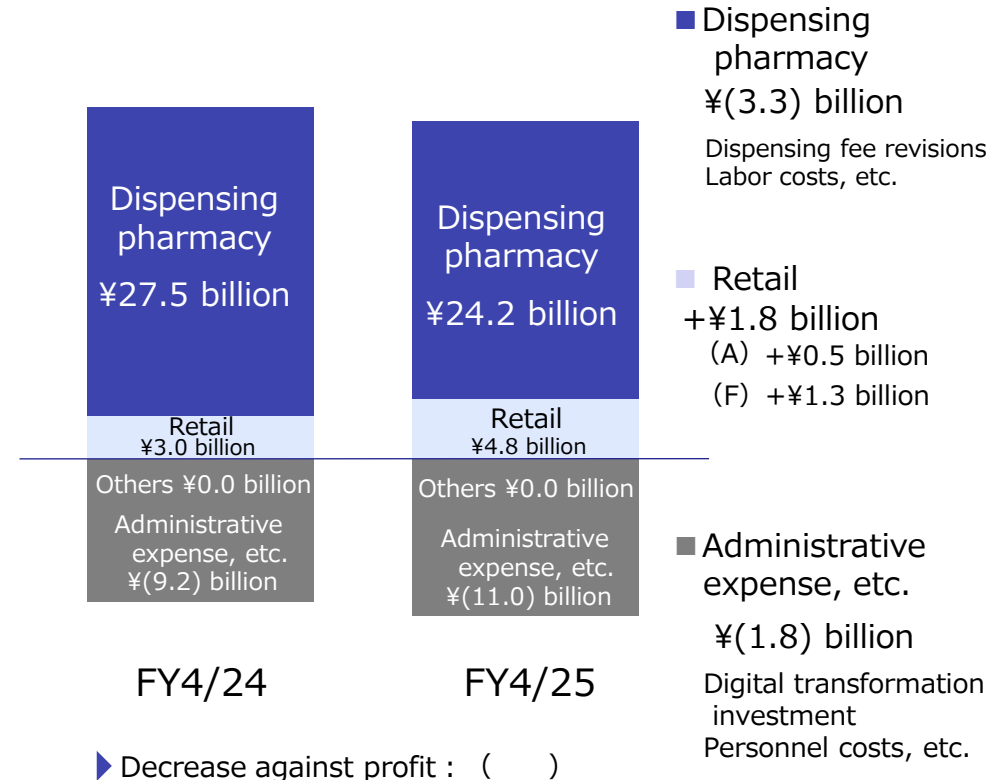 Dispensing
pharmacy
¥27.5 billion
Retail
¥3.0 billion
Others ¥0.0 billion
Administrative
expense, etc.
¥(9.2) billion
FY4/24
Dispensing
pharmacy
¥24.2 billion
Retail
¥4.8 billion
Others ¥0.0 billion
Administrative
expense, etc.
¥(11.0) billion
FY4/25
Dispensing
pharmacy
¥(3.3) billion
Dispensing fee revisions
Labor costs, etc.
Retail
+¥1.8 billion
（A）+¥0.5 billion
（F）+¥1.3 billion
Administrative
expense, etc.
¥(1.8) billion
Digital transformation
investment
Personnel costs, etc.
Decrease against profit : （　　）